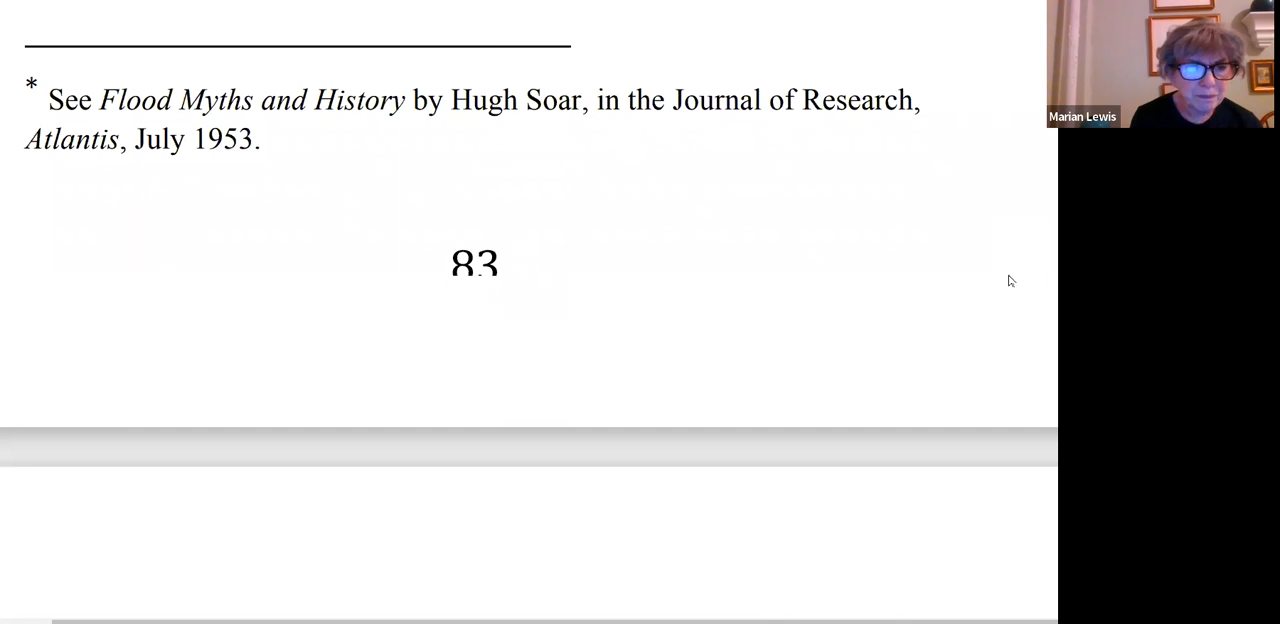 * See Flood Myths and History by Hugh Soar, in the Journal of Research,
Atlantis, July 1953.
83
Marian Lewis